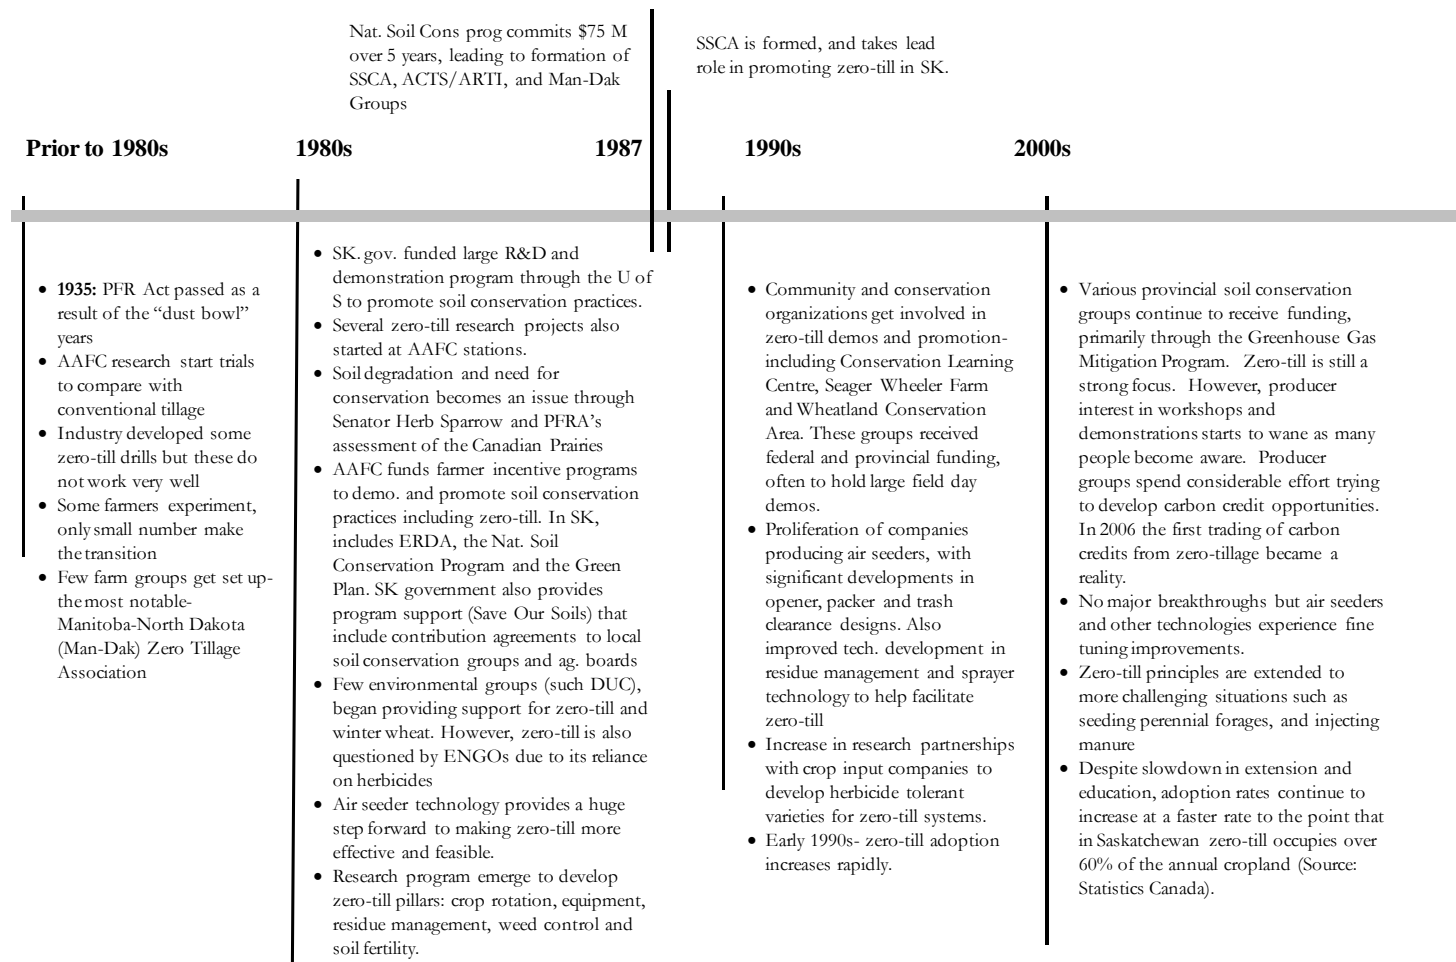 Nat. Soil Cons prog commits $75 M
over 5 years, leading to formation of
SSCA, ACTS/ARTI, and Man-Dak
Groups
SSCA is formed, and takes lead
role in promoting zero-till in SK.
Prior to 1980s
1980s
1987
1990s
2000s
• 1935: PFR Act passed as a
result of the “dust bowl”
years
• AAFC research start trials
to compare with
conventional tillage
• Industry developed some
zero-till drills but these do
not work very well
• Some farmers experiment,
only small number make
the transition
• Few farm groups get set up-
the most notable-
Manitoba-North Dakota
(Man-Dak) Zero Tillage
Association
• SK. gov. funded large R&D and
demonstration program through the U of
S to promote soil conservation practices.
• Several zero-till research projects also
started at AAFC stations.
• Soil degradation and need for
conservation becomes an issue through
Senator Herb Sparrow and PFRA’s
assessment of the Canadian Prairies
• AAFC funds farmer incentive programs
to demo. and promote soil conservation
practices including zero-till. In SK,
includes ERDA, the Nat. Soil
Conservation Program and the Green
Plan. SK government also provides
program support (Save Our Soils) that
include contribution agreements to local
soil conservation groups and ag. boards
• Few environmental groups (such DUC),
began providing support for zero-till and
winter wheat. However, zero-till is also
questioned by ENGOs due to its reliance
on herbicides
• Air seeder technology provides a huge
step forward to making zero-till more
effective and feasible.
• Research program emerge to develop
zero-till pillars: crop rotation, equipment,
residue management, weed control and
soil fertility.
• Community and conservation
organizations get involved in
zero-till demos and promotion-
including Conservation Learning
Centre, Seager Wheeler Farm
and Wheatland Conservation
Area. These groups received
federal and provincial funding,
often to hold large field day
demos.
• Proliferation of companies
producing air seeders, with
significant developments in
opener, packer and trash
clearance designs. Also
improved tech. development in
residue management and sprayer
technology to help facilitate
zero-till
• Increase in research partnerships
with crop input companies to
develop herbicide tolerant
varieties for zero-till systems.
• Early 1990s- zero-till adoption
increases rapidly.
• Various provincial soil conservation
groups continue to receive funding,
primarily through the Greenhouse Gas
Mitigation Program. Zero-till is still a
strong focus. However, producer
interest in workshops and
demonstrations starts to wane as many
people become aware. Producer
groups spend considerable effort trying
to develop carbon credit opportunities.
In 2006 the first trading of carbon
credits from zero-tillage became a
reality.
• No major breakthroughs but air seeders
and other technologies experience fine
tuning improvements.
• Zero-till principles are extended to
more challenging situations such as
seeding perennial forages, and injecting
manure
• Despite slowdown in extension and
education, adoption rates continue to
increase at a faster rate to the point that
in Saskatchewan zero-till occupies over
60% of the annual cropland (Source:
Statistics Canada).